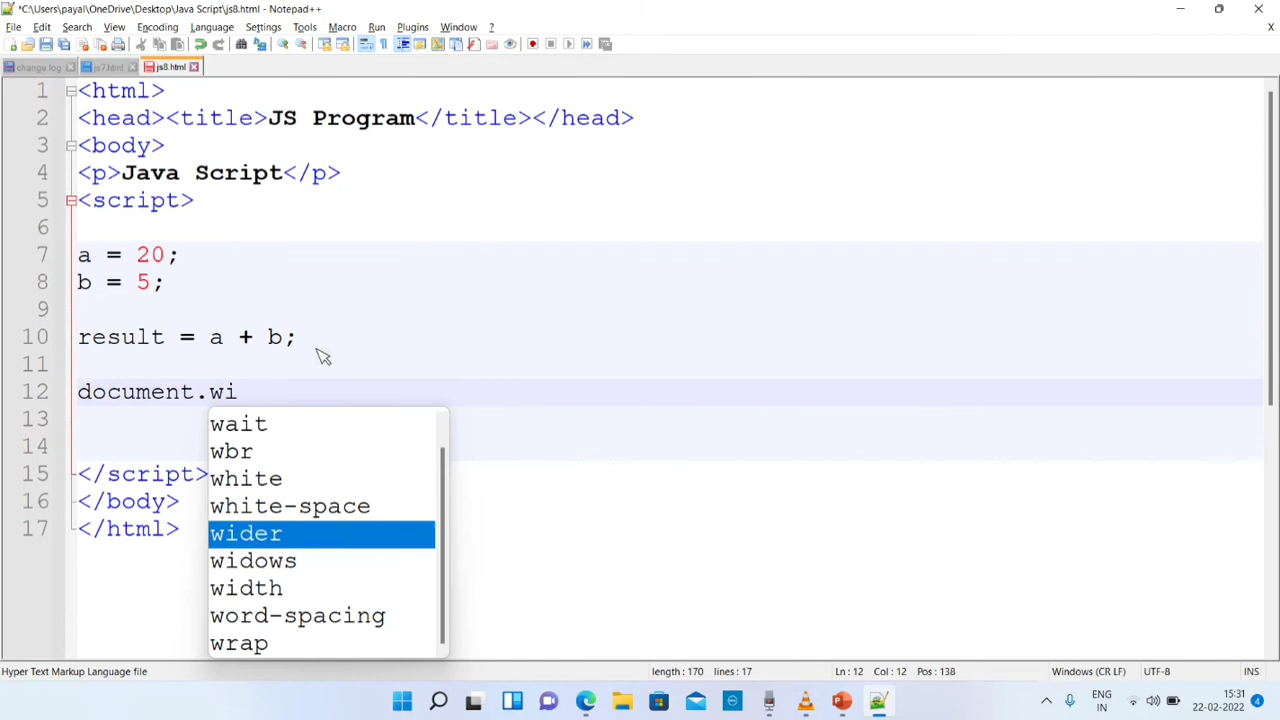 *C:\Users\payal\OneDrive\Desktop\Java Script\js8.html - Notepad++
File Edit Search View Encoding Language Settings Tools Macro Run Plugins Window ? X
change.log js7.html js8.html
1 <html>
2 <head><title>JS Program</title></head>
3 <body>
4 <p>Java Script</p>
5 <script>
6
7 a = 20;
8 b = 5;
9
10 result = a + b;
11
12 document.wi
13
14
15 </script>
16 </body>
17 </html>
wait
wbr
white
white-space
wider
widows
width
word-spacing
wrap
Hyper Text Markup Language file length : 170 lines : 17 Ln : 12 Col : 12 Pos : 138 Windows (CR LF) UTF-8 INS
ENG
IN
15:31
22-02-2022
4